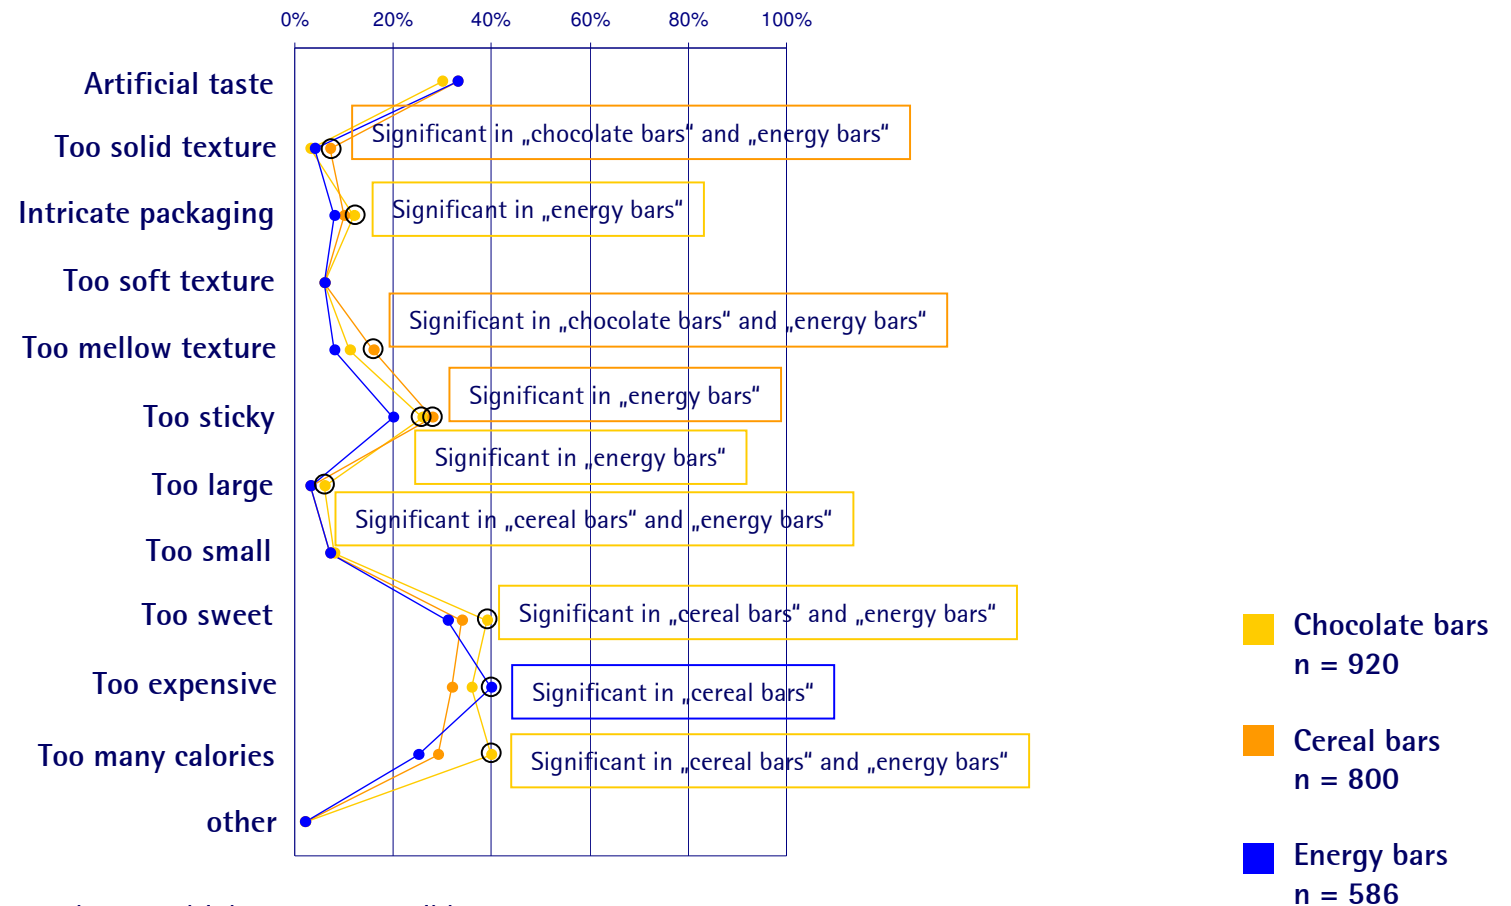 0% 20% 40% 60% 80% 100%
Artificial taste
Significant in „chocolate bars“ and „energy bars“
Too solid texture
Significant in „energy bars“
Intricate packaging
Too soft texture
Significant in „chocolate bars“ and „energy bars“
Too mellow texture
Significant in „energy bars“
Too sticky
Significant in „energy bars“
Too large
Significant in „cereal bars“ and „energy bars“
Too small
Too sweet
Significant in „cereal bars“ and „energy bars“
Too expensive
Significant in „cereal bars“
Too many calories
Significant in „cereal bars“ and „energy bars“
other
Chocolate bars
n = 920
Cereal bars
n = 800
Energy bars
n = 586